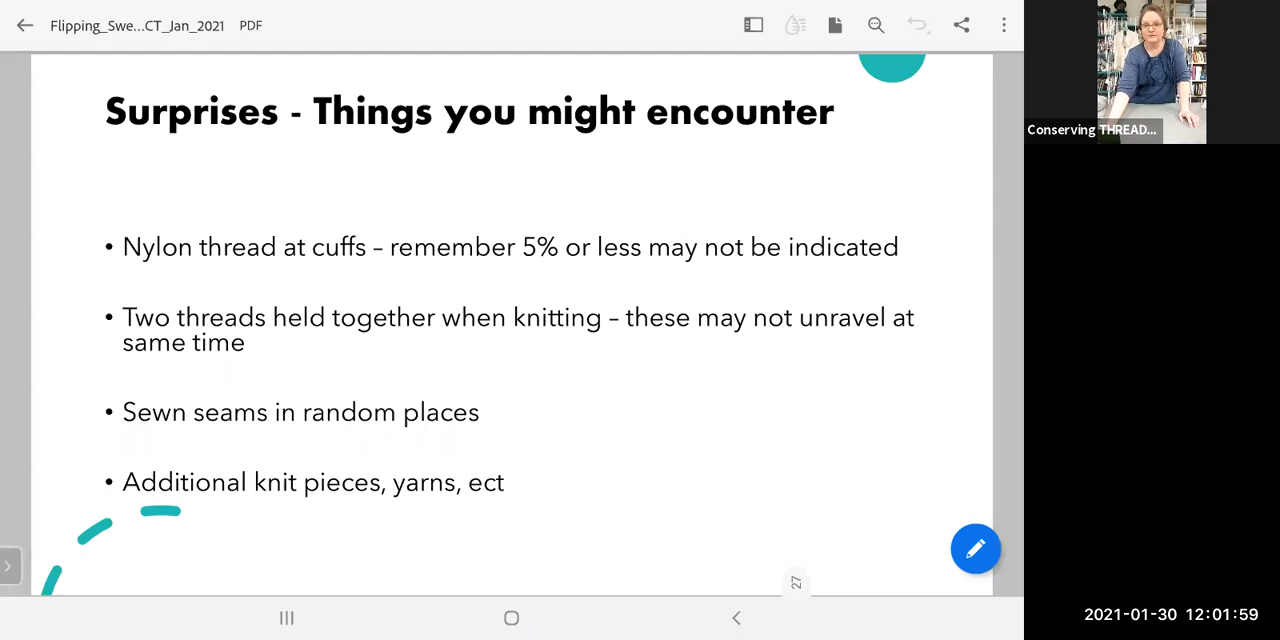 Flipping_Swe...CT_Jan_2021 PDF
Surprises - Things you might encounter
• Nylon thread at cuffs – remember 5% or less may not be indicated
• Two threads held together when knitting – these may not unravel at
same time
• Sewn seams in random places
• Additional knit pieces, yarns, ect
27
Conserving THREAD...
2021-01-30 12:01:59